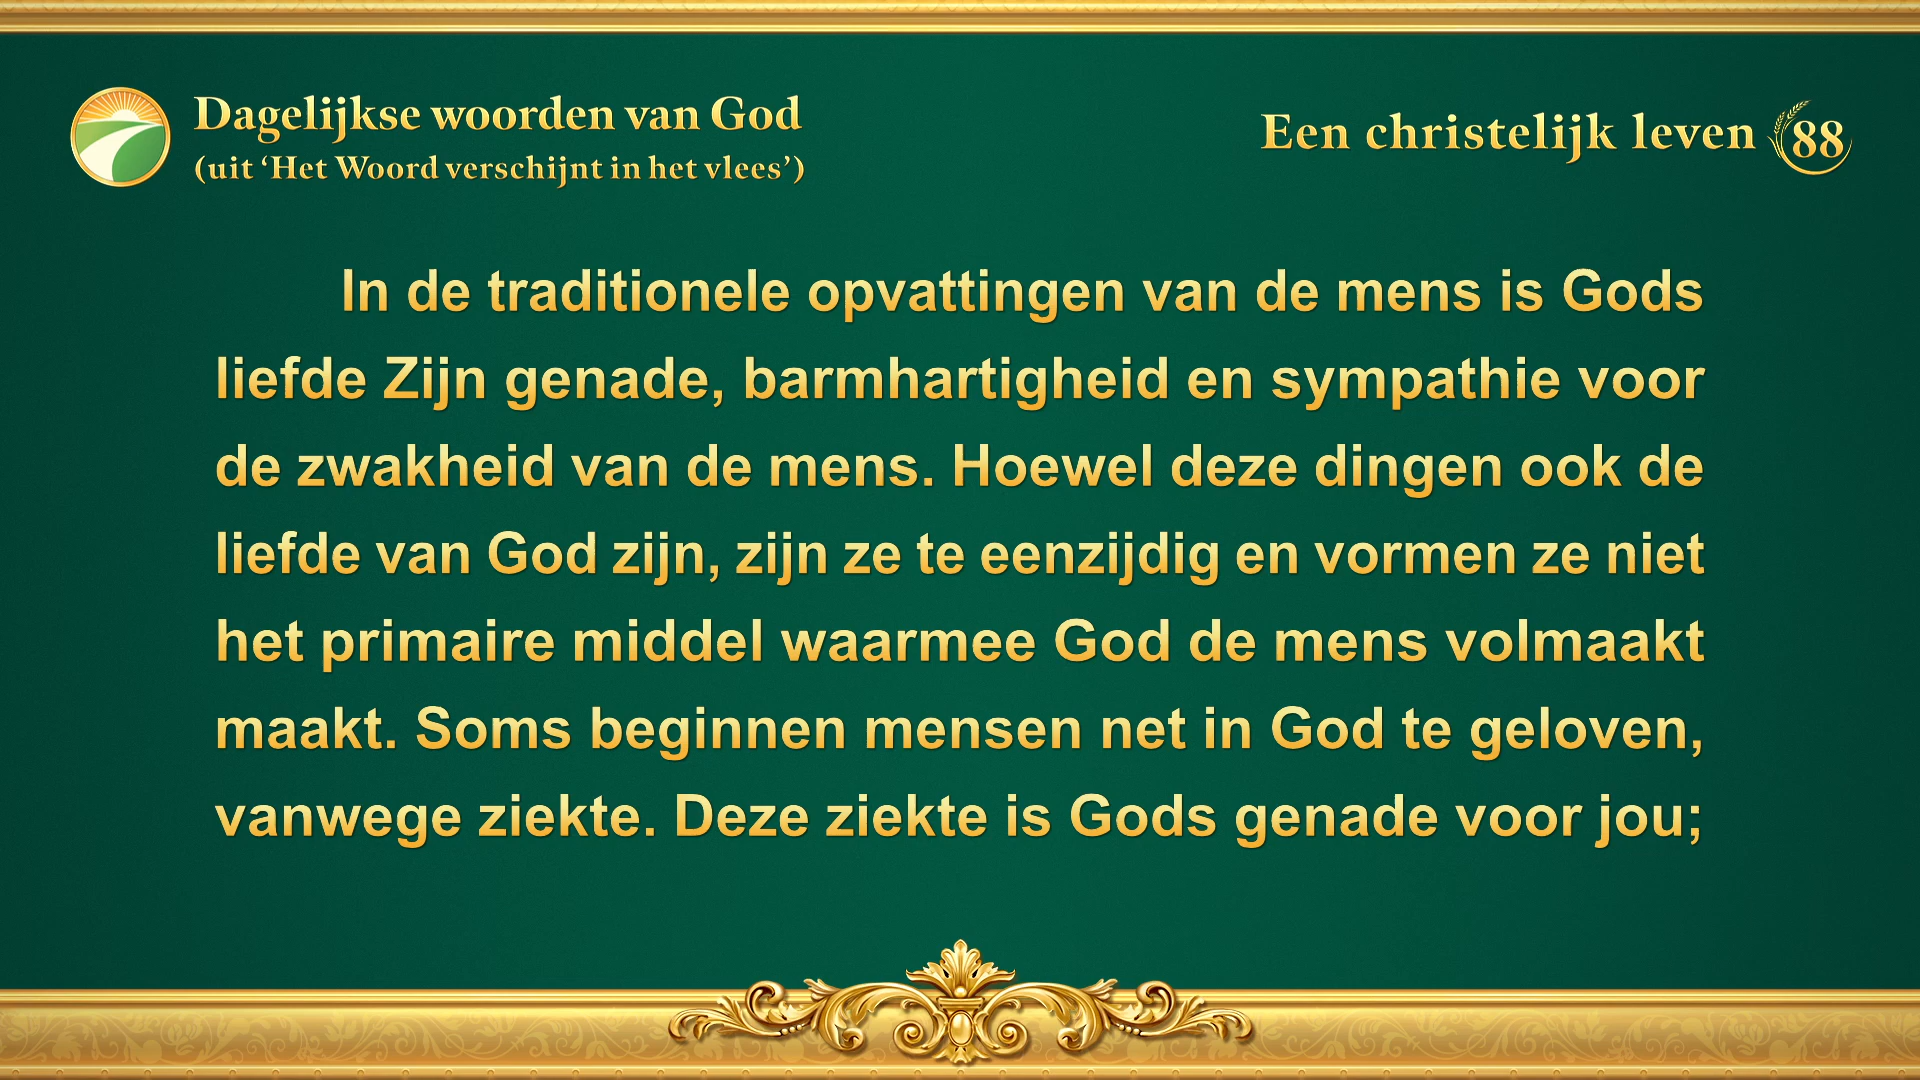 Dagelijkse woorden van God
(uit ‘Het Woord verschijnt in het vlees’)
Een christelijk leven 88
In de traditionele opvattingen van de mens is Gods
liefde Zijn genade, barmhartigheid en sympathie voor
de zwakheid van de mens. Hoewel deze dingen ook de
liefde van God zijn, zijn ze te eenzijdig en vormen ze niet
het primaire middel waarmee God de mens volmaakt
maakt. Soms beginnen mensen net in God te geloven,
vanwege ziekte. Deze ziekte is Gods genade voor jou;